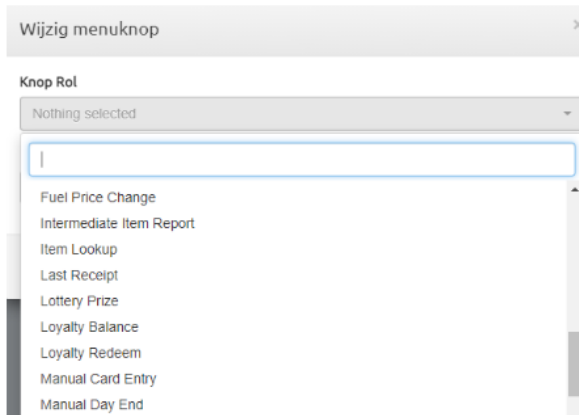 Wijzig menuknop
Knop Rol
Nothing selected
Fuel Price Change
Intermediate Item Report
Item Lookup
Last Receipt
Lottery Prize
Loyalty Balance
Loyalty Redeem
Manual Card Entry
Manual Day End